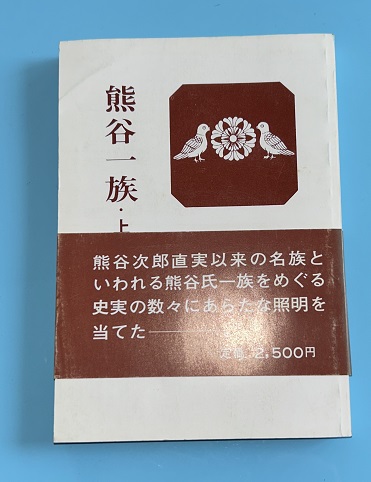 熊谷一族・上
熊谷次郎直実以来の名族と
いわれる熊谷氏一族をめぐる
史実の数々にあらたな照明を
当てた――
定価 2,500円